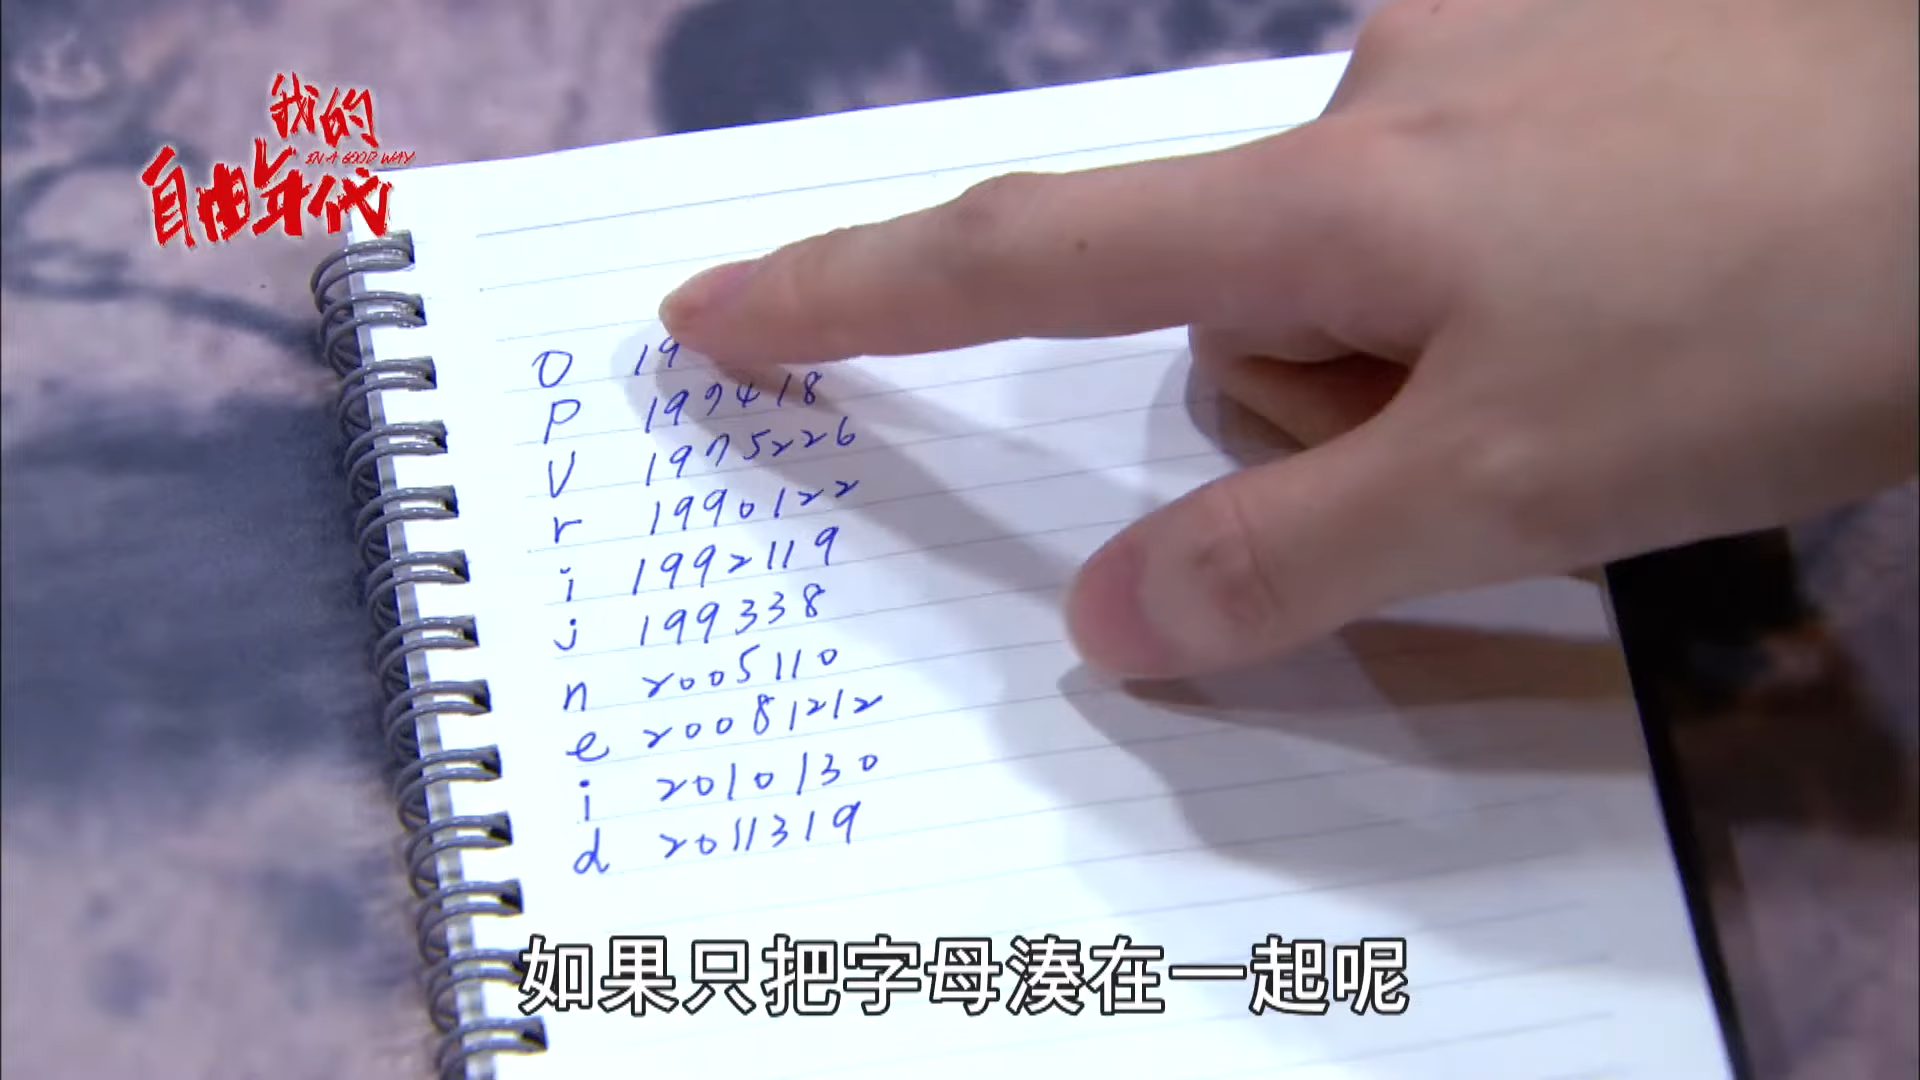 我的
自由年代
IN A GOOD WAY
O 19
P 199418
V 1975226
r 1990122
i 1992119
j 199338
n 2005110
e 20081212
i 2010130
d 2011319
如果只把字母湊在一起呢